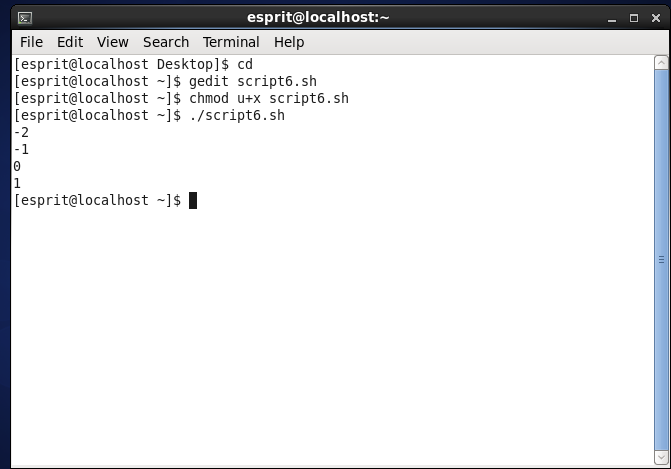 esprit@localhost:~
File Edit View Search Terminal Help
[esprit@localhost Desktop]$ cd
[esprit@localhost ~]$ gedit script6.sh
[esprit@localhost ~]$ chmod u+x script6.sh
[esprit@localhost ~]$ ./script6.sh
-2
-1
0
1
[esprit@localhost ~]$